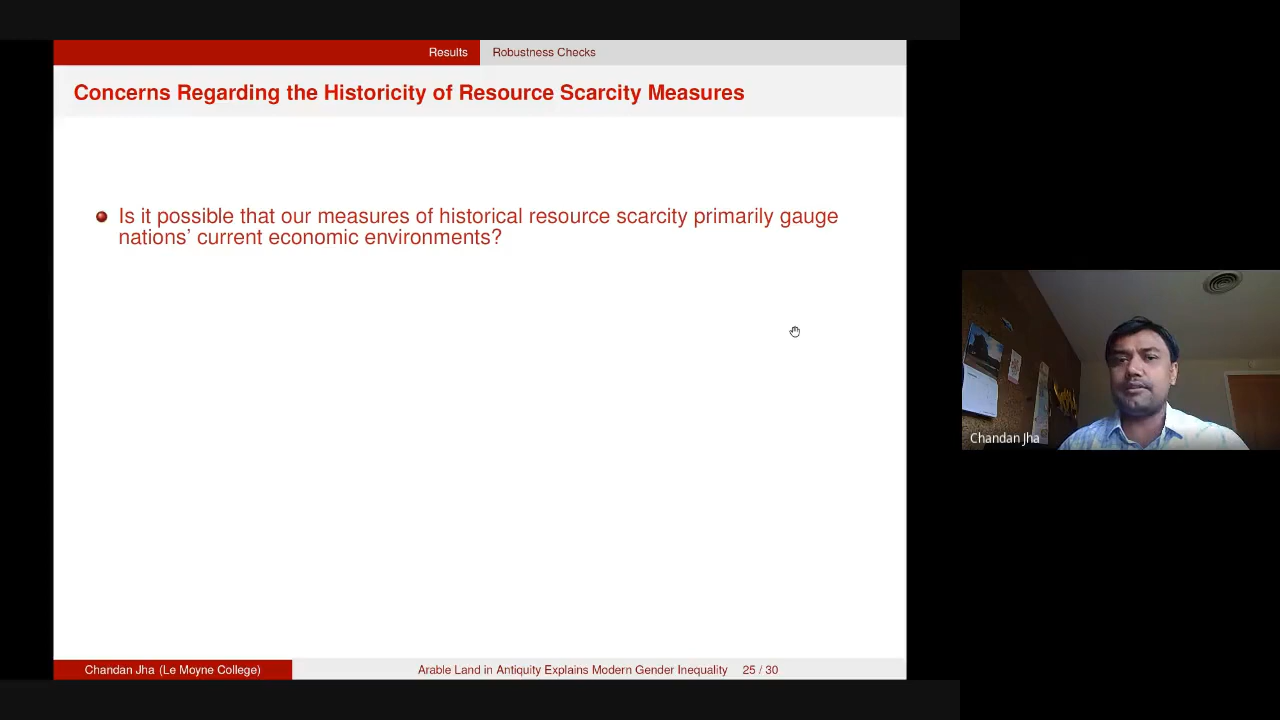 Results Robustness Checks
Concerns Regarding the Historicity of Resource Scarcity Measures
Is it possible that our measures of historical resource scarcity primarily gauge
nations' current economic environments?
Chandan Jha
Chandan Jha (Le Moyne College) Arable Land in Antiquity Explains Modern Gender Inequality 25 / 30